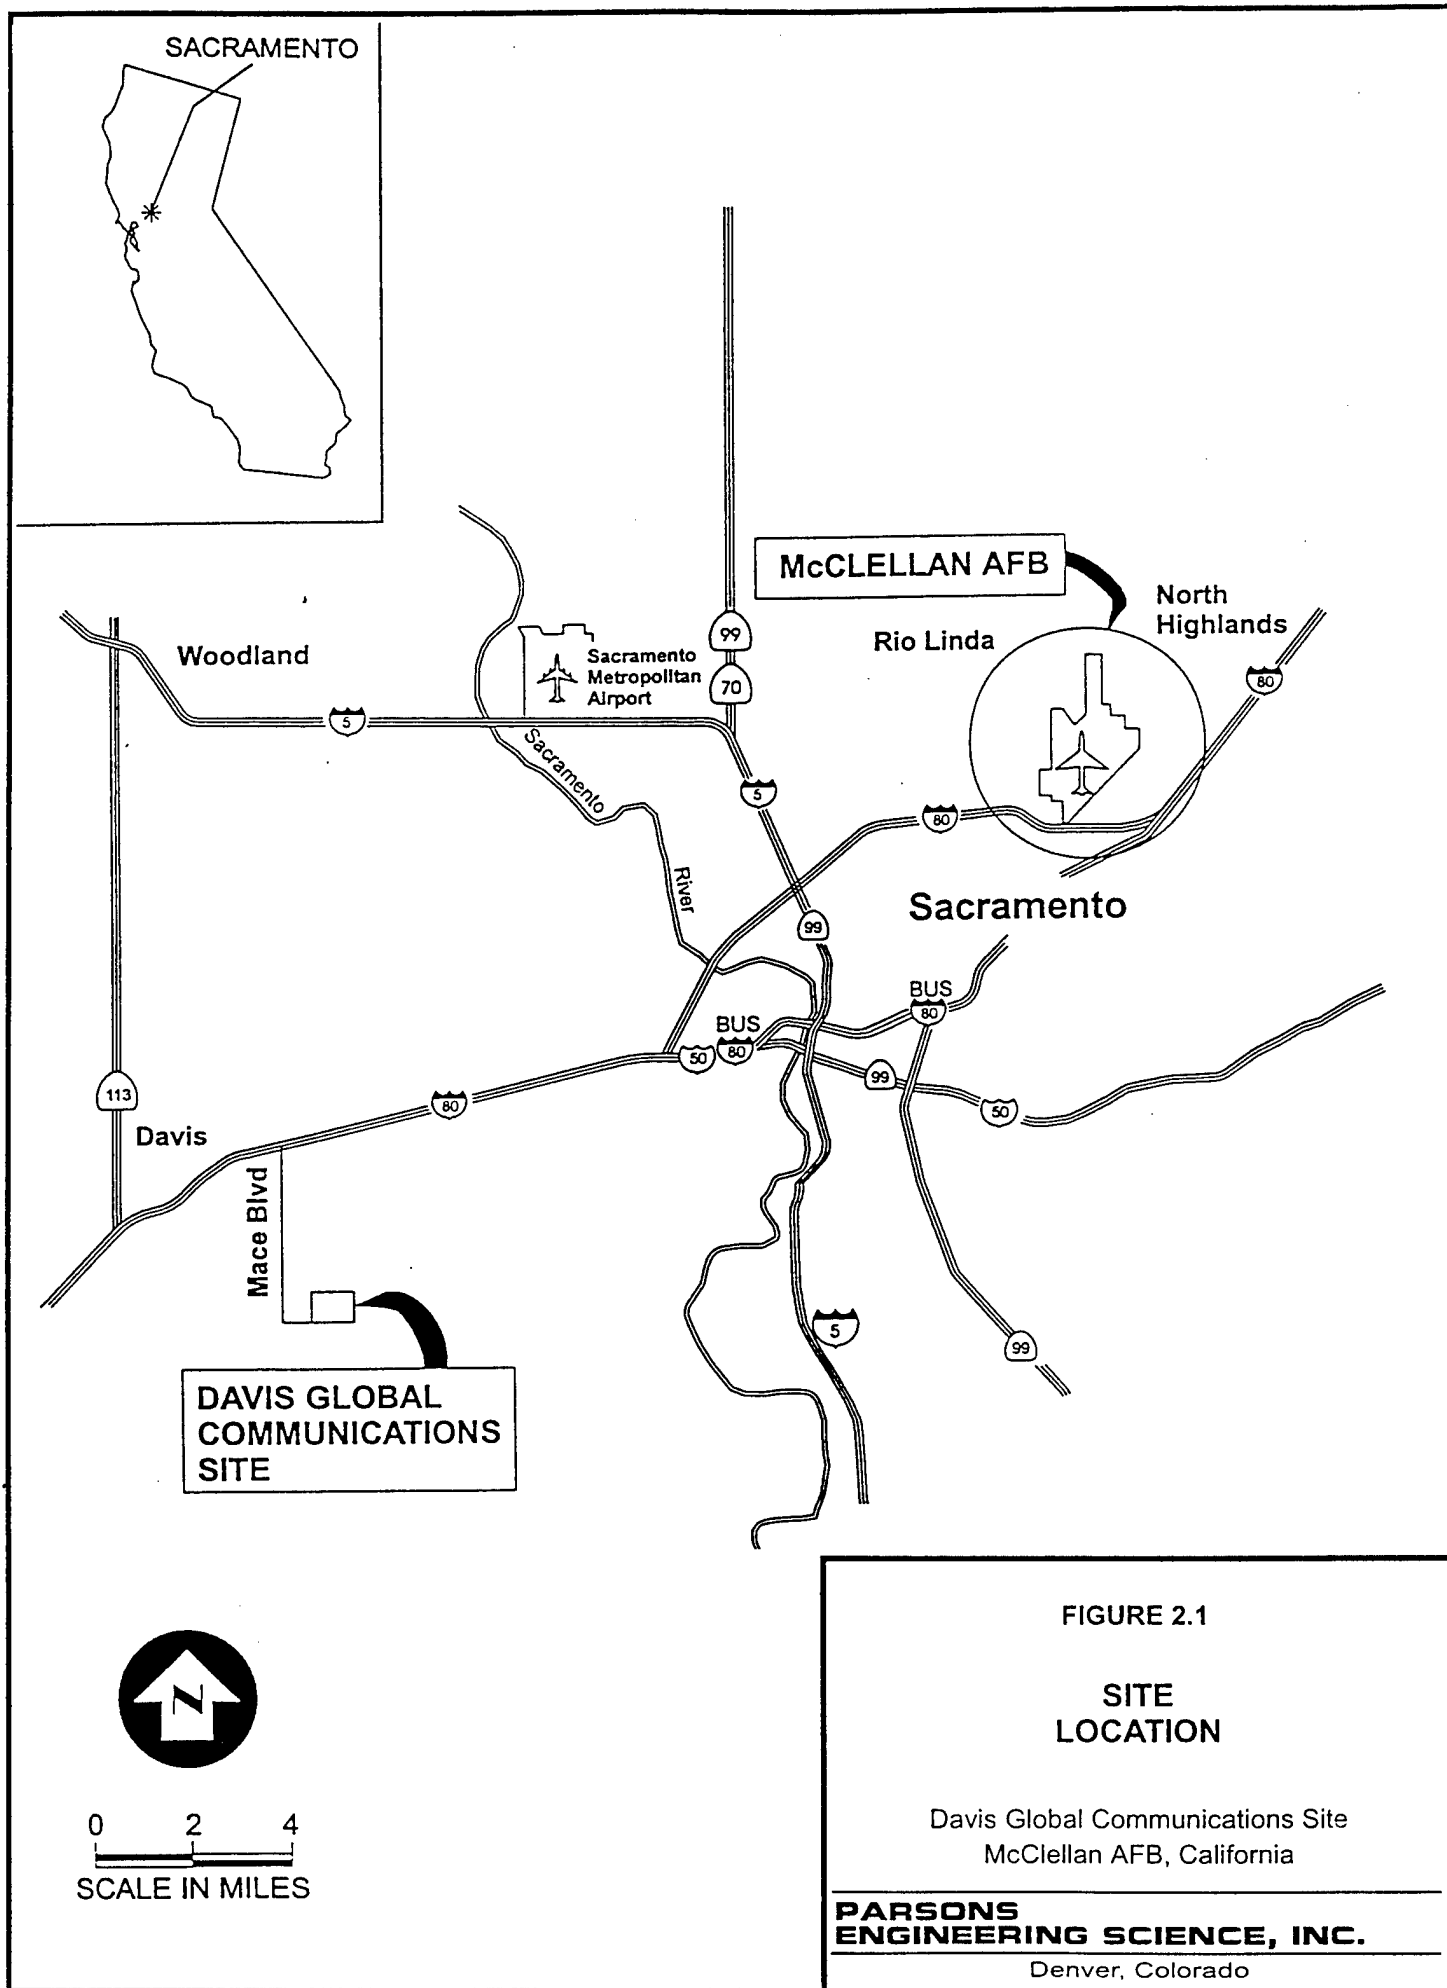 SACRAMENTO
McCLELLAN AFB
North
Highlands
Rio Linda
99
Woodland
Sacramento
Metropolitan
Airport
70
80
5
Sacramento
5
80
River
Sacramento
99
BUS
80
BUS
50
80
99
50
113
80
Davis
Mace Blvd
5
99
DAVIS GLOBAL
COMMUNICATIONS
SITE
N
0 2 4
SCALE IN MILES
FIGURE 2.1
SITE
LOCATION
Davis Global Communications Site
McClellan AFB, California
PARSONS
ENGINEERING SCIENCE, INC.
Denver, Colorado